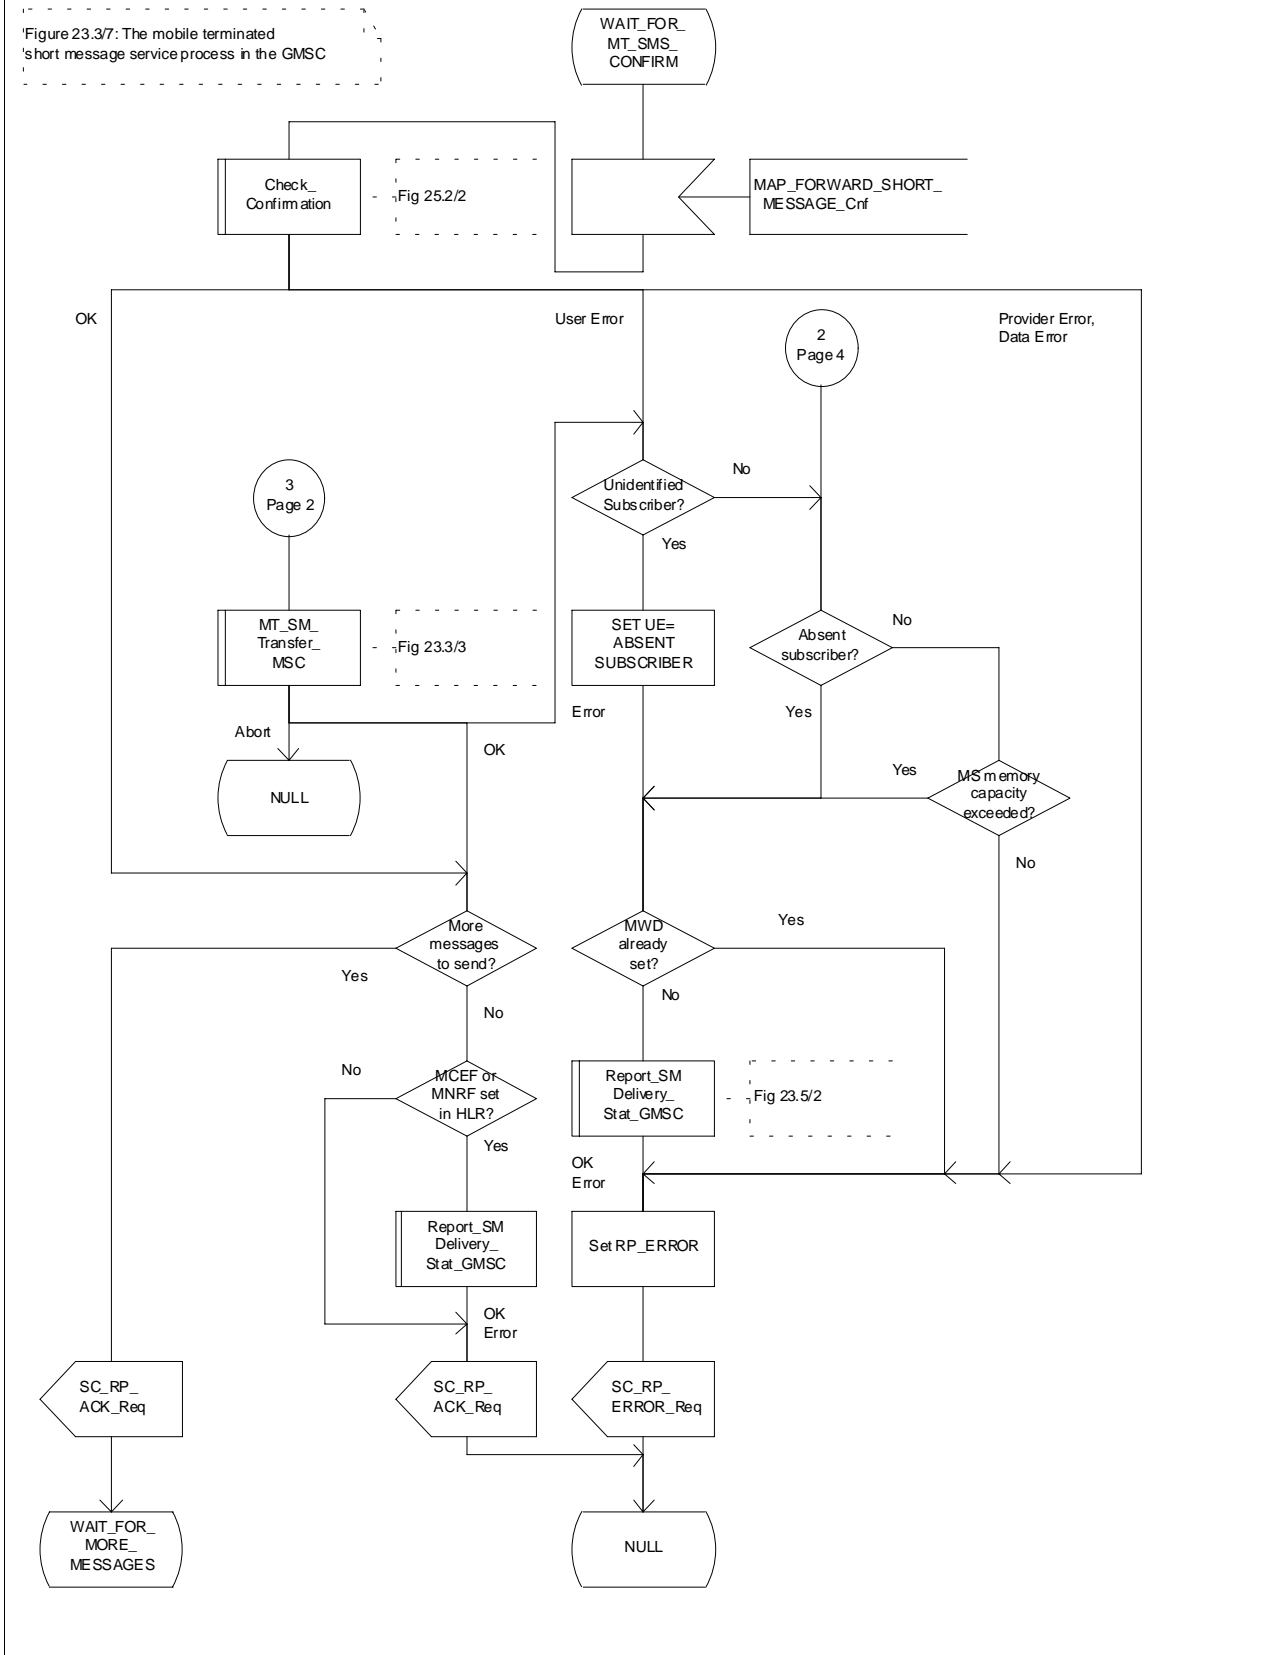 Figure 23.3/7: The mobile terminated
short message service process in the GMSC
WAIT_FOR_
MT_SMS_
CONFIRM
Check_
Confirmation
Fig 25.2/2
MAP_FORWARD_SHORT_
MESSAGE_Cnf
OK
User Error
2
Page 4
Provider Error,
Data Error
3
Page 2
Unidentified
Subscriber?
No
Yes
MT_SM_
Transfer_
MSC
Fig 23.3/3
SET UE=
ABSENT
SUBSCRIBER
Absent
subscriber?
No
Error
Yes
Abort
OK
NULL
Yes
MS memory
capacity
exceeded?
No
More
messages
to send?
Yes
No
MWD
already
set?
Yes
No
No
MCEF or
MNRF set
in HLR?
Yes
Report_SM
Delivery_
Stat_GMSC
Fig 23.5/2
OK
Error
Report_SM
Delivery_
Stat_GMSC
Set RP_ERROR
OK
Error
SC_RP_
ACK_Req
SC_RP_
ACK_Req
SC_RP_
ERROR_Req
WAIT_FOR_
MORE_
MESSAGES
NULL